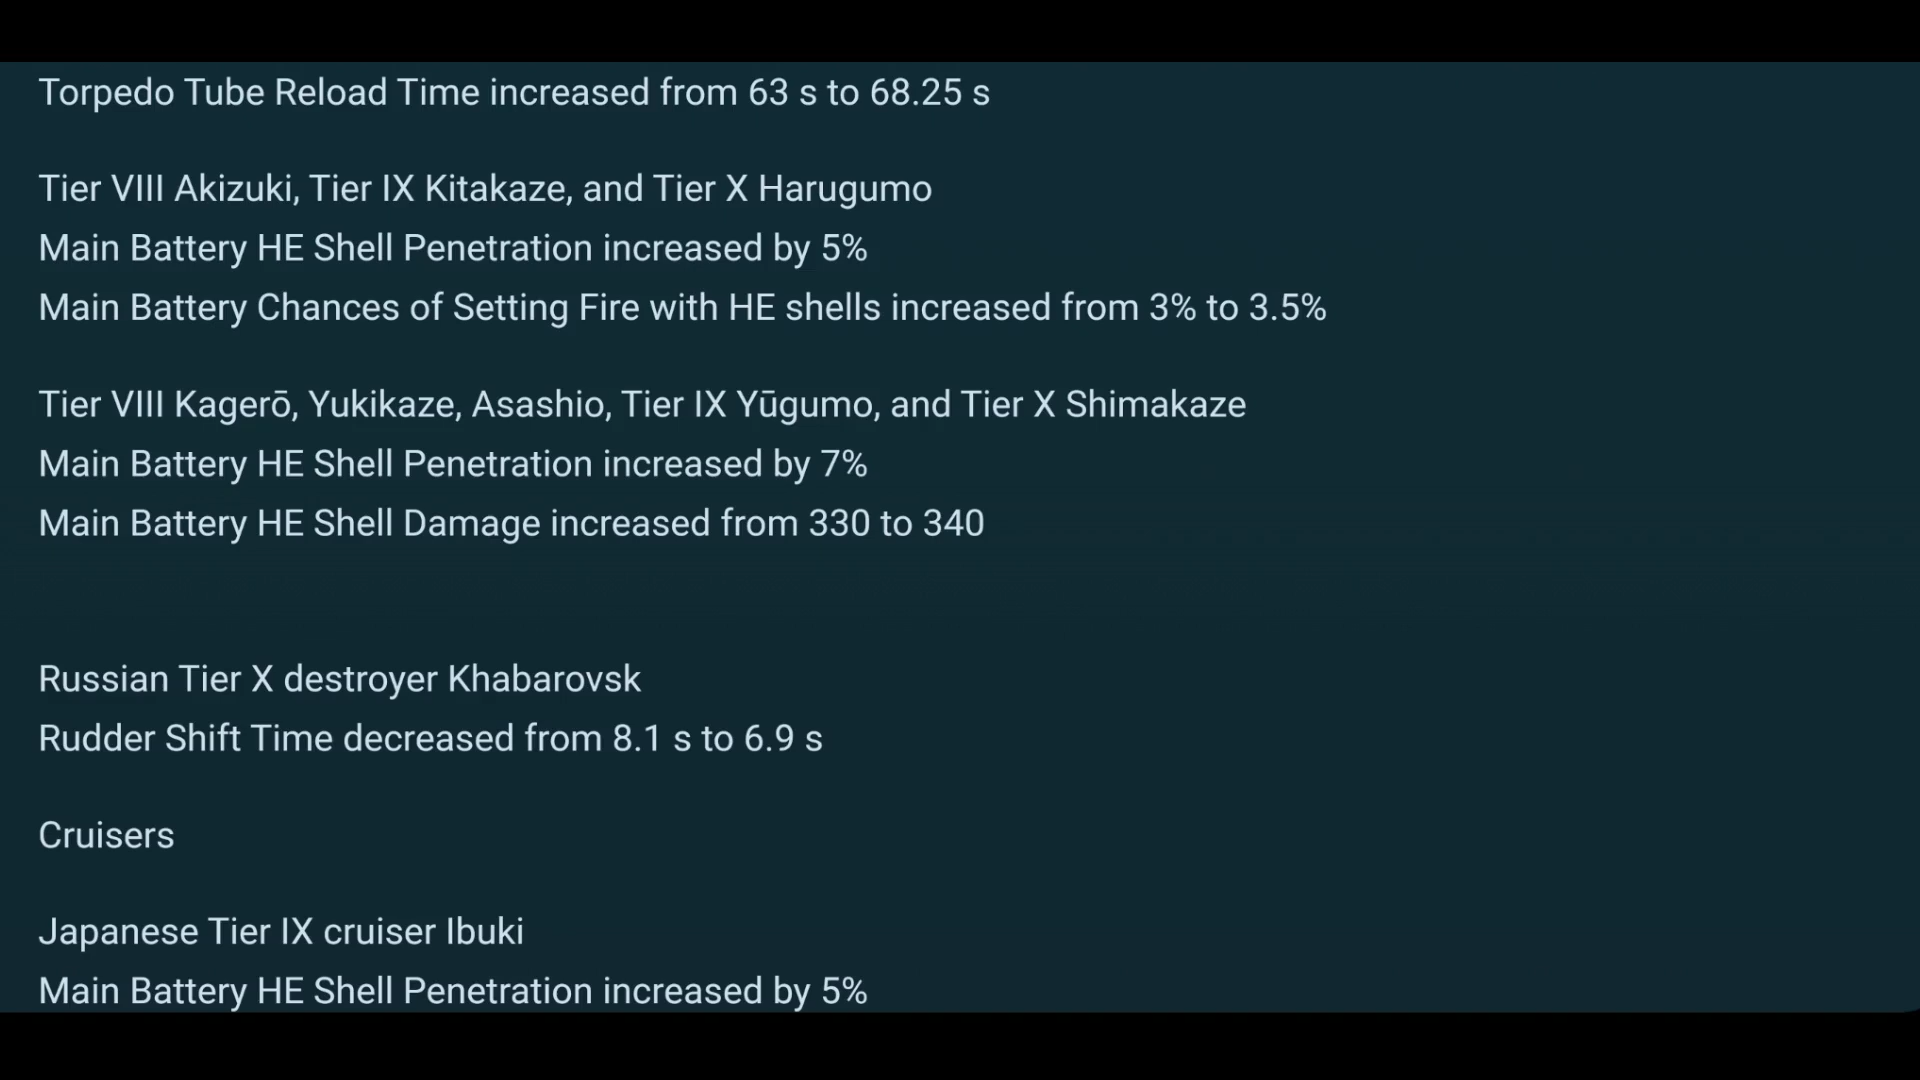 Torpedo Tube Reload Time increased from 63 s to 68.25 s
Tier VIII Akizuki, Tier IX Kitakaze, and Tier X Harugumo
Main Battery HE Shell Penetration increased by 5%
Main Battery Chances of Setting Fire with HE shells increased from 3% to 3.5%
Tier VIII Kagerō, Yukikaze, Asashio, Tier IX Yūgumo, and Tier X Shimakaze
Main Battery HE Shell Penetration increased by 7%
Main Battery HE Shell Damage increased from 330 to 340
Russian Tier X destroyer Khabarovsk
Rudder Shift Time decreased from 8.1 s to 6.9 s
Cruisers
Japanese Tier IX cruiser Ibuki
Main Battery HE Shell Penetration increased by 5%